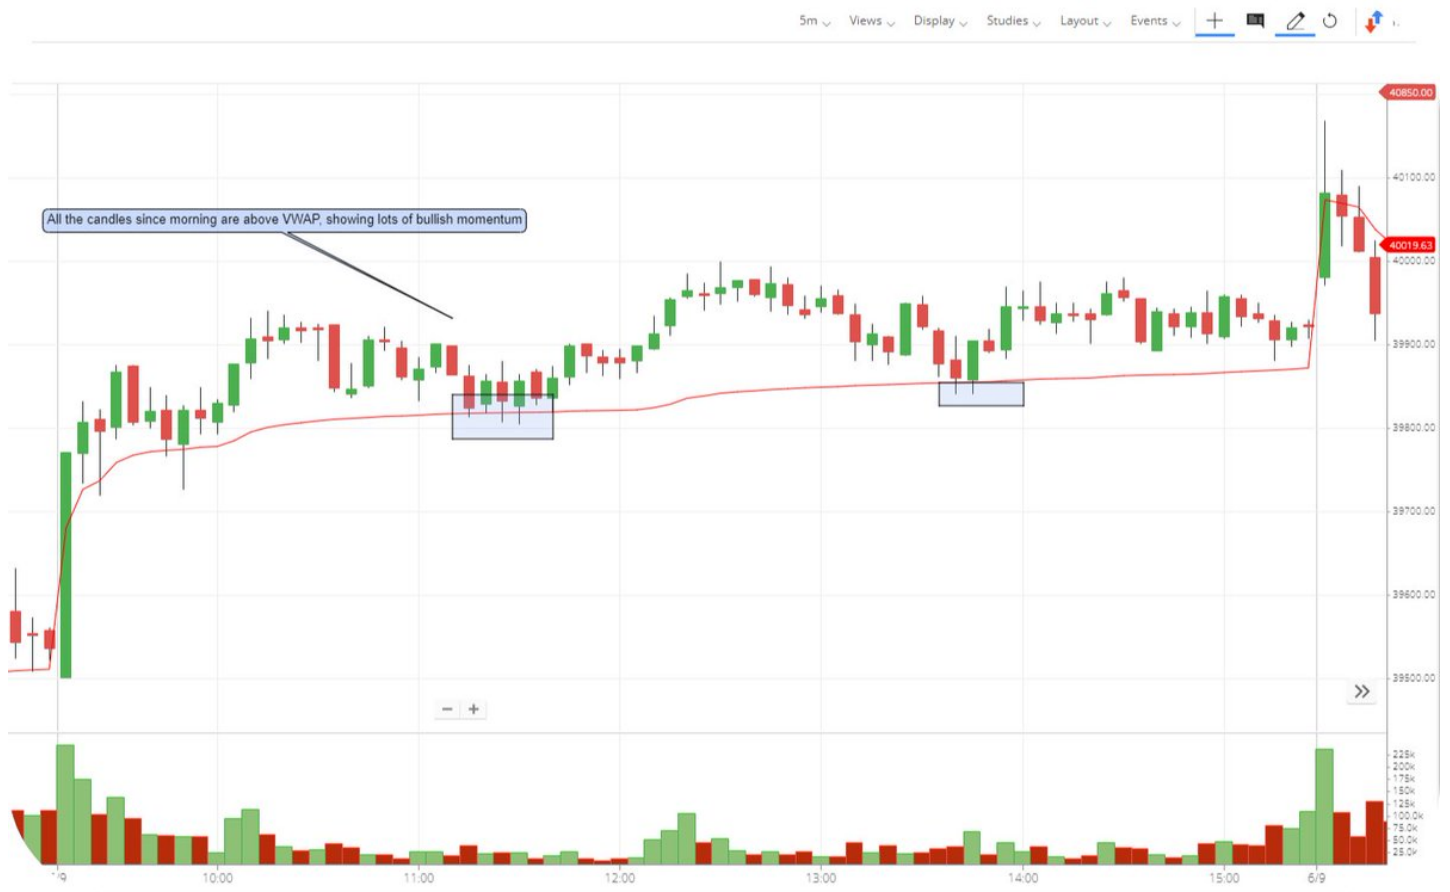 5m Views Display Studies Layout Events
40850.00
40100.00
All the candles since morning are above VWAP, showing lots of bullish momentum
40019.63
40000.00
39900.00
39800.00
39700.00
39600.00
39500.00
225k
200k
175k
150k
125k
100.0k
75.0k
50.0k
25.0k
10:00 11:00 12:00 13:00 14:00 15:00 6/9